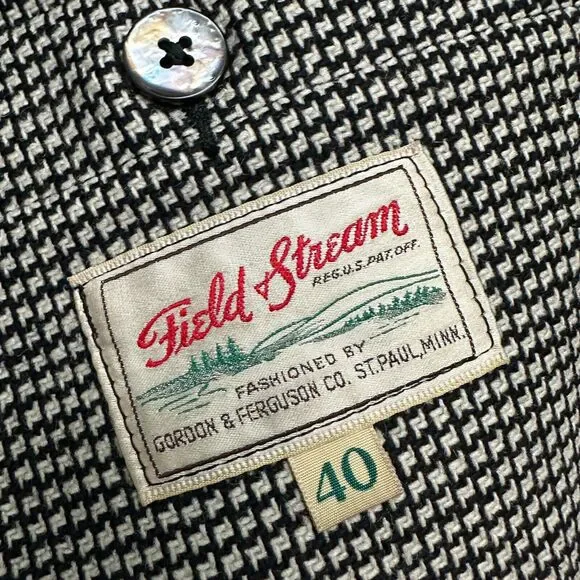 Field & Stream
REG.U.S.PAT.OFF.
FASHIONED BY
GORDON & FERGUSON CO. ST.PAUL,MINN.
40